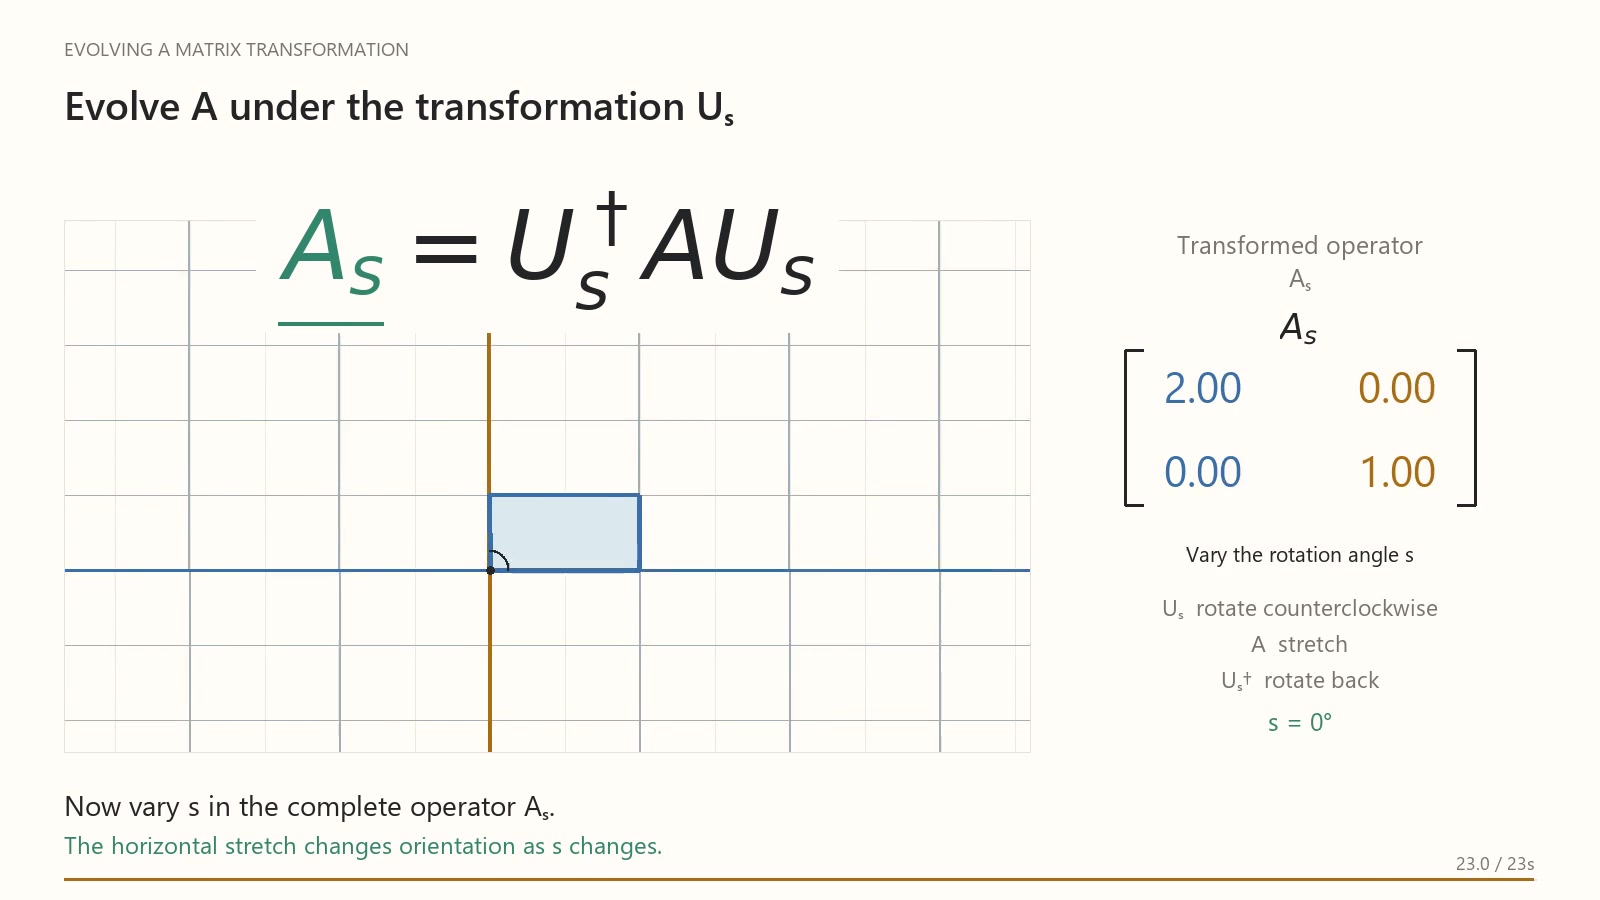 EVOLVING A MATRIX TRANSFORMATION
Evolve A under the transformation Uₛ
Aₛ = Uₛ† AUₛ
Transformed operator
Aₛ
Aₛ
2.00 0.00
0.00 1.00
Vary the rotation angle s
Uₛ rotate counterclockwise
A stretch
Uₛ† rotate back
s = 0°
Now vary s in the complete operator Aₛ.
The horizontal stretch changes orientation as s changes.
23.0 / 23s